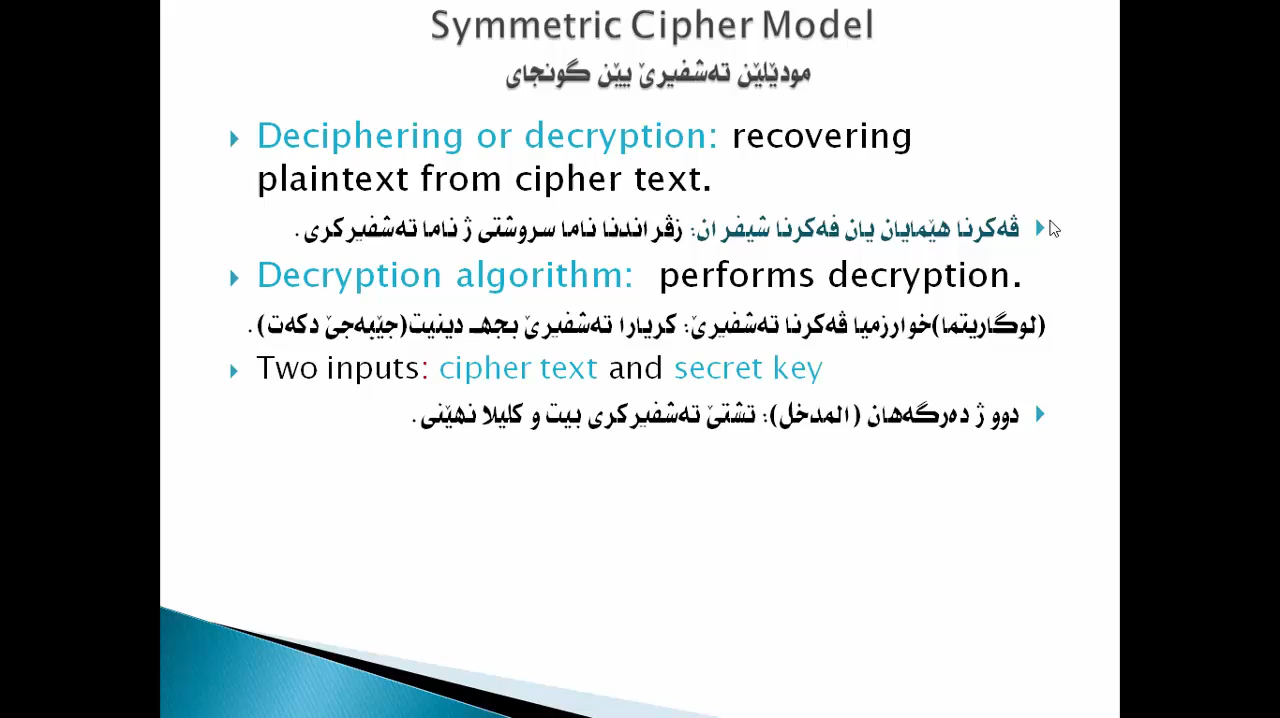 Symmetric Cipher Model
مودێلێن تەشفیرێ یێن گونجای
Deciphering or decryption: recovering
plaintext from cipher text.
ڤەکرنا هێمایان یان فەکرنا شیفران: زڤراندنا ناما سروشتی ژ ناما تەشفیرکری.
Decryption algorithm: performs decryption.
(لوگاریتما)خوارزمیا ڤەکرنا تەشفیرێ: کریارا تەشفیرێ بجهـ دینیت(جێبەجێ دکەت).
Two inputs: cipher text and secret key
دوو ژ دەرگەهان (المدخل): تشتێ تەشفیرکری بیت و کلیلا نهێنی.